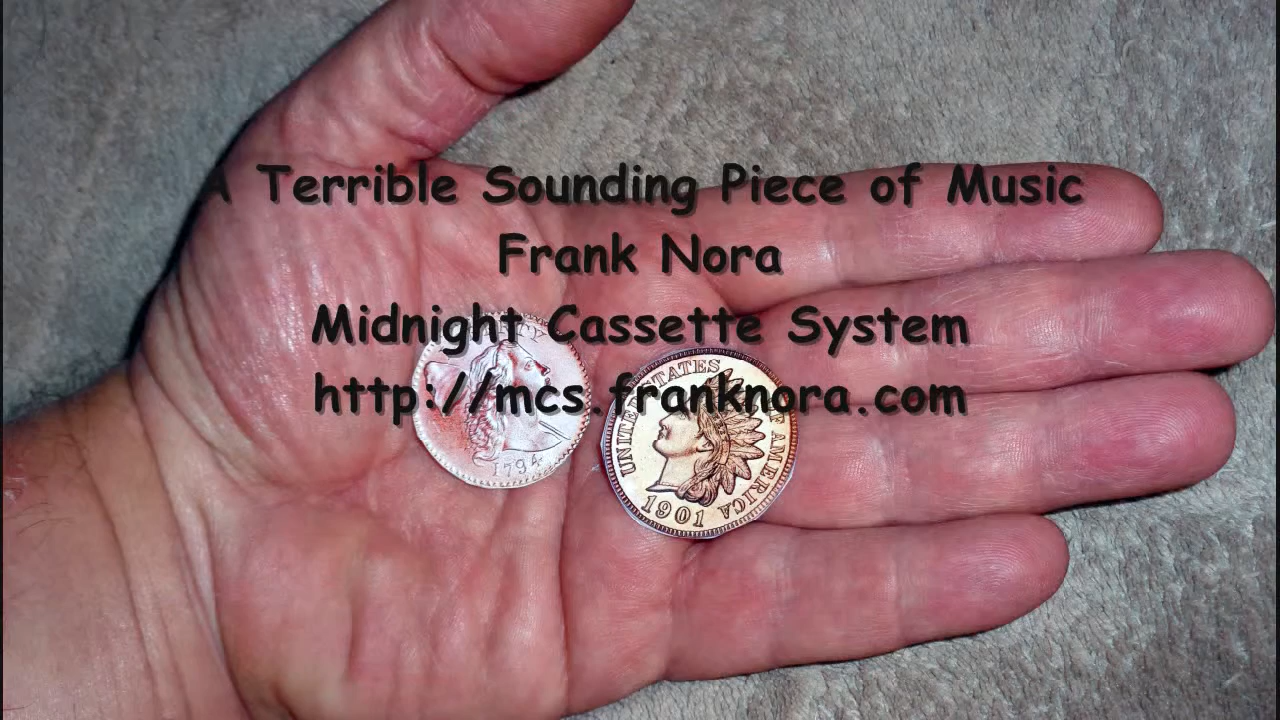 A Terrible Sounding Piece of Music
Frank Nora
Midnight Cassette System
http://mcs.franknora.com
1794
UNITED STATES OF AMERICA
1901